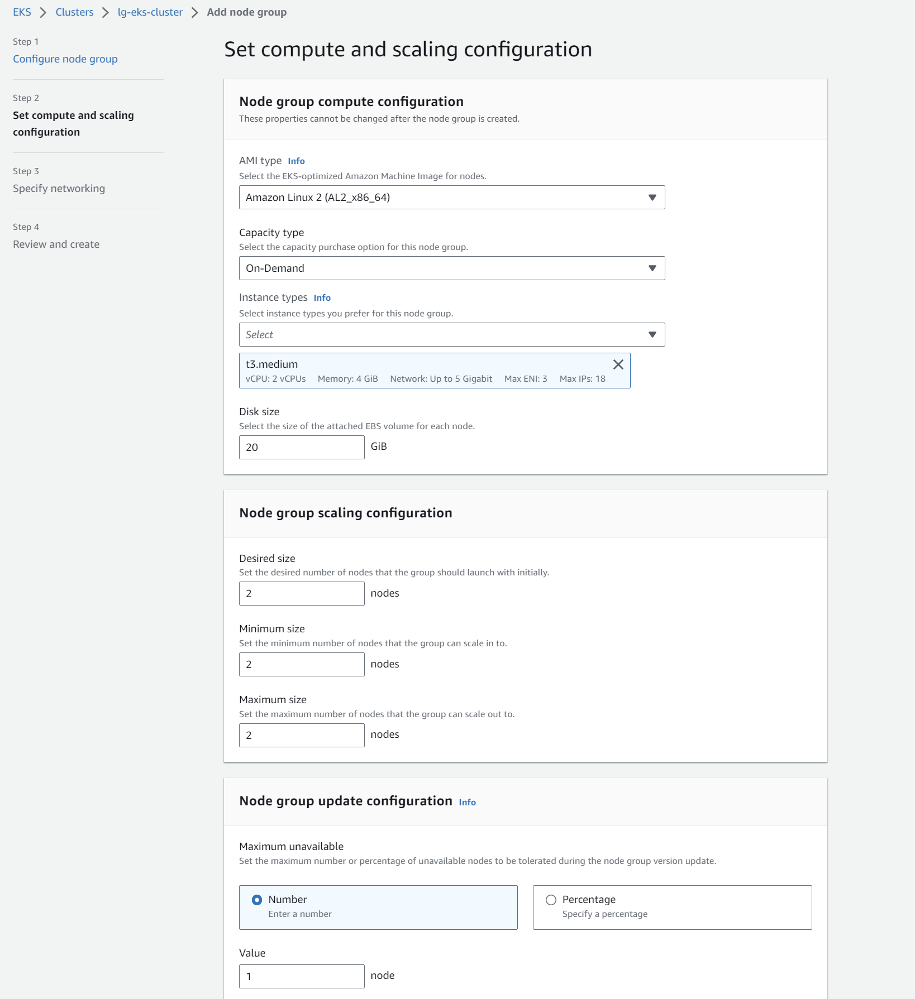 EKS > Clusters > lg-eks-cluster > Add node group
Step 1
Configure node group
Step 2
Set compute and scaling
configuration
Step 3
Specify networking
Step 4
Review and create
Set compute and scaling configuration
Node group compute configuration
These properties cannot be changed after the node group is created.
AMI type Info
Select the EKS-optimized Amazon Machine Image for nodes.
Amazon Linux 2 (AL2_x86_64)
Capacity type
Select the capacity purchase option for this node group.
On-Demand
Instance types Info
Select instance types you prefer for this node group.
Select
t3.medium
vCPU: 2 vCPUs Memory: 4 GiB Network: Up to 5 Gigabit Max ENI: 3 Max IPs: 18
Disk size
Select the size of the attached EBS volume for each node.
20 GiB
Node group scaling configuration
Desired size
Set the desired number of nodes that the group should launch with initially.
2 nodes
Minimum size
Set the minimum number of nodes that the group can scale in to.
2 nodes
Maximum size
Set the maximum number of nodes that the group can scale out to.
2 nodes
Node group update configuration Info
Maximum unavailable
Set the maximum number or percentage of unavailable nodes to be tolerated during the node group version update.
Number
Enter a number
Percentage
Specify a percentage
Value
1 node